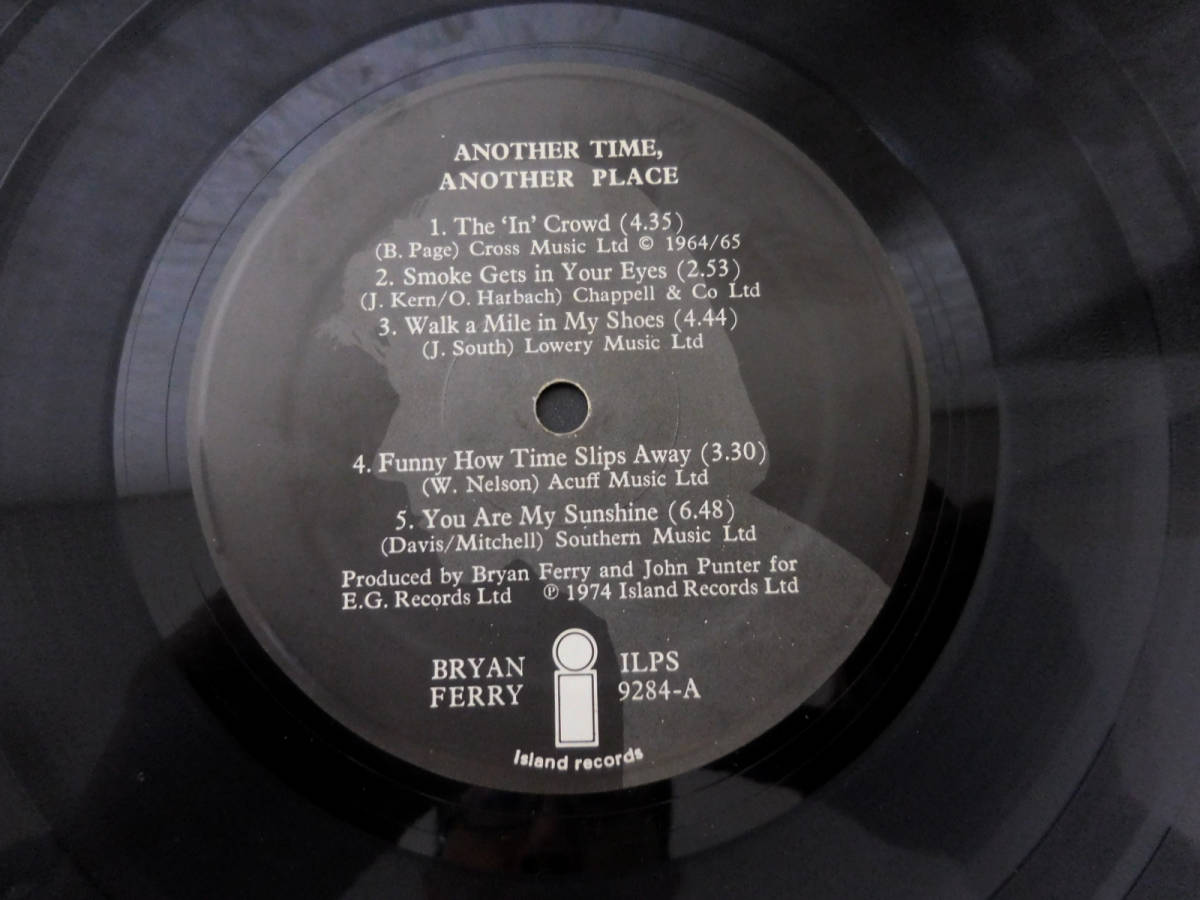 ANOTHER TIME,
ANOTHER PLACE
1. The ‘In’ Crowd (4.35)
(B. Page) Cross Music Ltd © 1964/65
2. Smoke Gets in Your Eyes (2.53)
(J. Kern/O. Harbach) Chappell & Co Ltd
3. Walk a Mile in My Shoes (4.44)
(J. South) Lowery Music Ltd
4. Funny How Time Slips Away (3.30)
(W. Nelson) Acuff Music Ltd
5. You Are My Sunshine (6.48)
(Davis/Mitchell) Southern Music Ltd
Produced by Bryan Ferry and John Punter for
E.G. Records Ltd ℗ 1974 Island Records Ltd
BRYAN
FERRY
ILPS
9284-A
island records